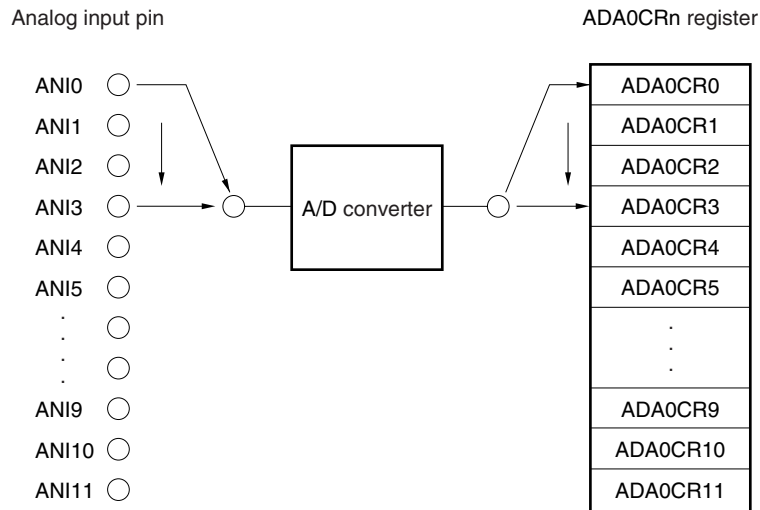 Analog input pin
ADA0CRn register
ANI0
ADA0CR0
ANI1
ADA0CR1
ANI2
ADA0CR2
ANI3
A/D converter
ADA0CR3
ANI4
ADA0CR4
ANI5
ADA0CR5
.
.
.
.
.
.
.
ANI9
ADA0CR9
ANI10
ADA0CR10
ANI11
ADA0CR11